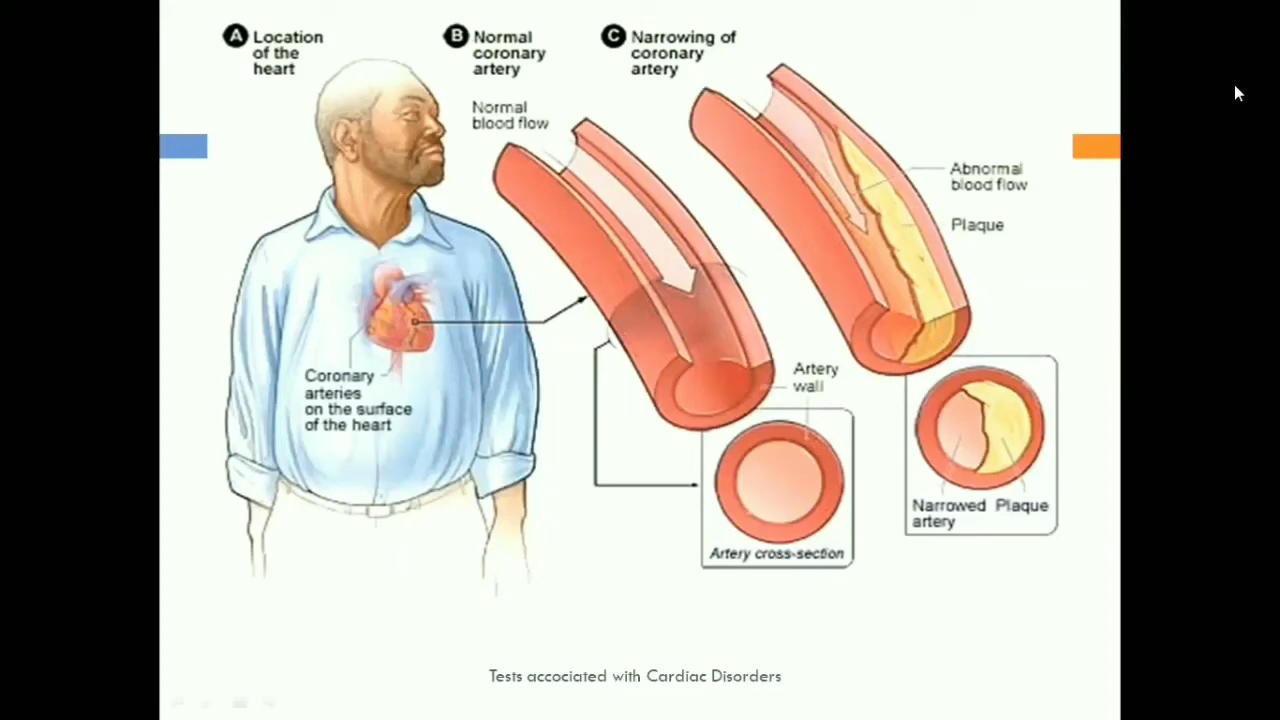 A Location
of the
heart
B Normal
coronary
artery
C Narrowing of
coronary
artery
Normal
blood flow
Abnormal
blood flow
Plaque
Coronary
arteries
on the surface
of the heart
Artery
wall
Artery cross-section
Narrowed Plaque
artery
Tests accociated with Cardiac Disorders